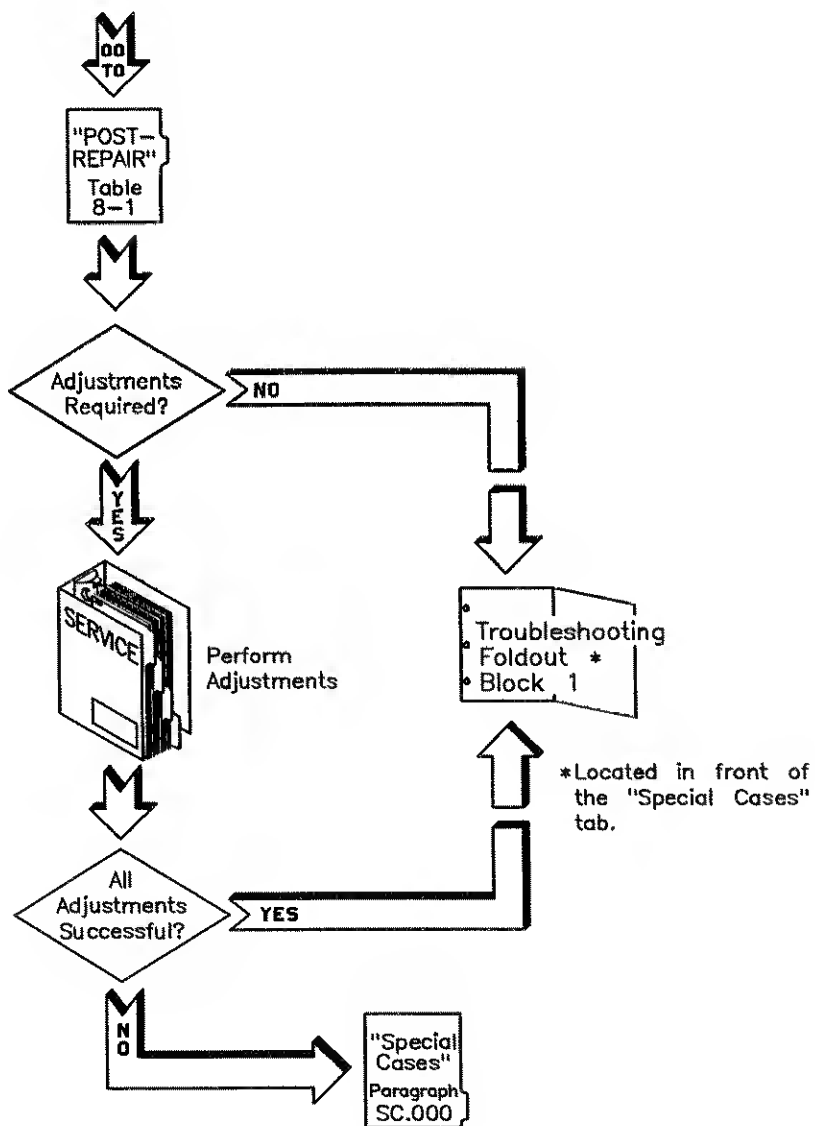 GO
TO
"POST-
REPAIR"
Table
8-1
Adjustments
Required?
NO
YES
SERVICE
Perform
Adjustments
Troubleshooting
Foldout *
Block 1
*Located in front of
the "Special Cases"
tab.
All
Adjustments
Successful?
YES
NO
"Special
Cases"
Paragraph
SC.000